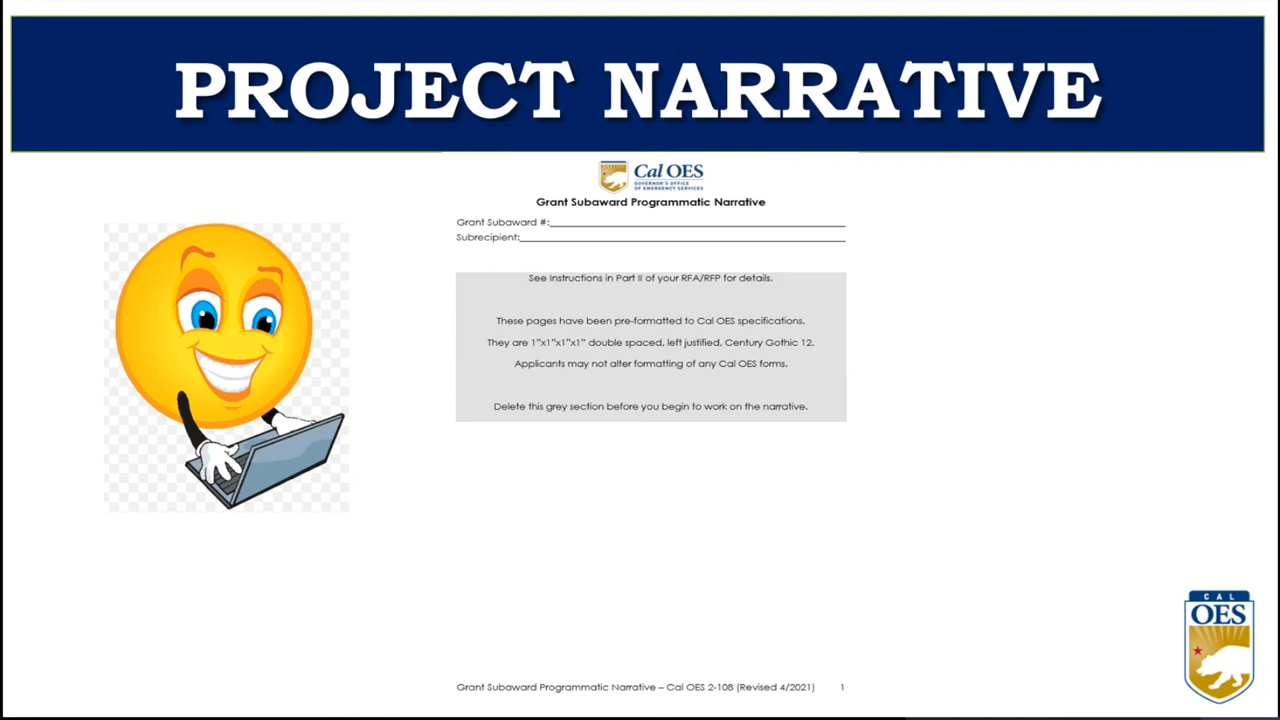 PROJECT NARRATIVE
Cal OES
GOVERNOR'S OFFICE
OF EMERGENCY SERVICES
Grant Subaward Programmatic Narrative
Grant Subaward #:
Subrecipient:
See Instructions in Part II of your RFA/RFP for details.
These pages have been pre-formatted to Cal OES specifications.
They are 1"x1"x1"x1" double spaced, left justified, Century Gothic 12.
Applicants may not alter formatting of any Cal OES forms.
Delete this grey section before you begin to work on the narrative.
CAL
OES
Grant Subaward Programmatic Narrative – Cal OES 2-108 (Revised 4/2021) 1